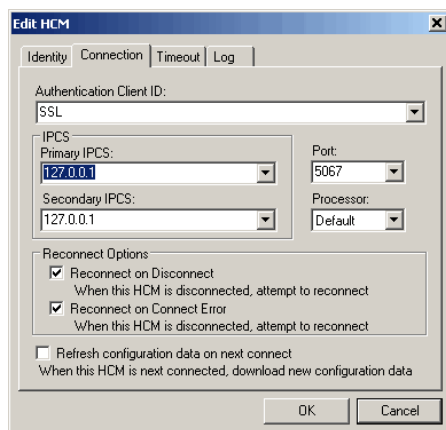 Edit HCM
Identity Connection Timeout Log
Authentication Client ID:
SSL
IPCS
Primary IPCS:
Port:
127.0.0.1
5067
Secondary IPCS:
Processor:
127.0.0.1
Default
Reconnect Options
Reconnect on Disconnect
When this HCM is disconnected, attempt to reconnect
Reconnect on Connect Error
When this HCM is disconnected, attempt to reconnect
Refresh configuration data on next connect
When this HCM is next connected, download new configuration data
OK Cancel